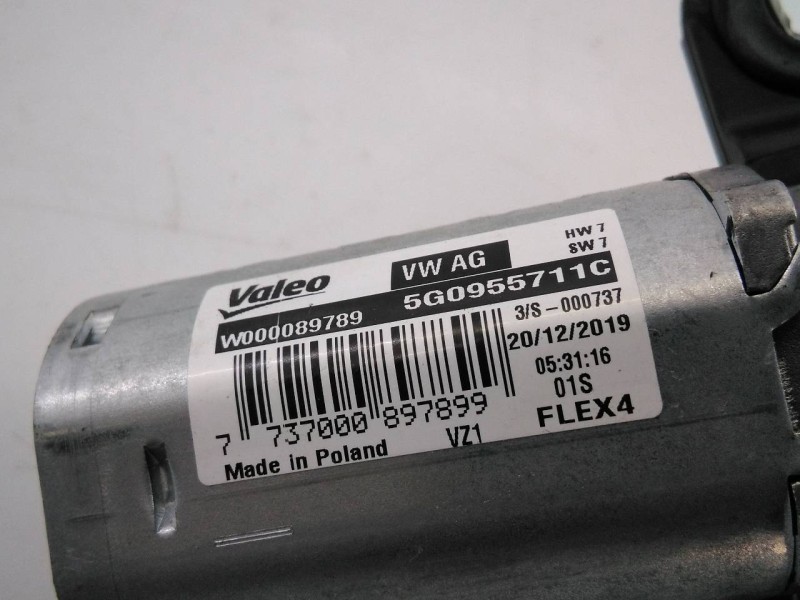 Valeo
VW AG
HW 7
SW 7
W000089789
5G0955711C
3/S-000737
20/12/2019
05:31:16
01S
7 737000 897899
VZ1
FLEX4
Made in Poland